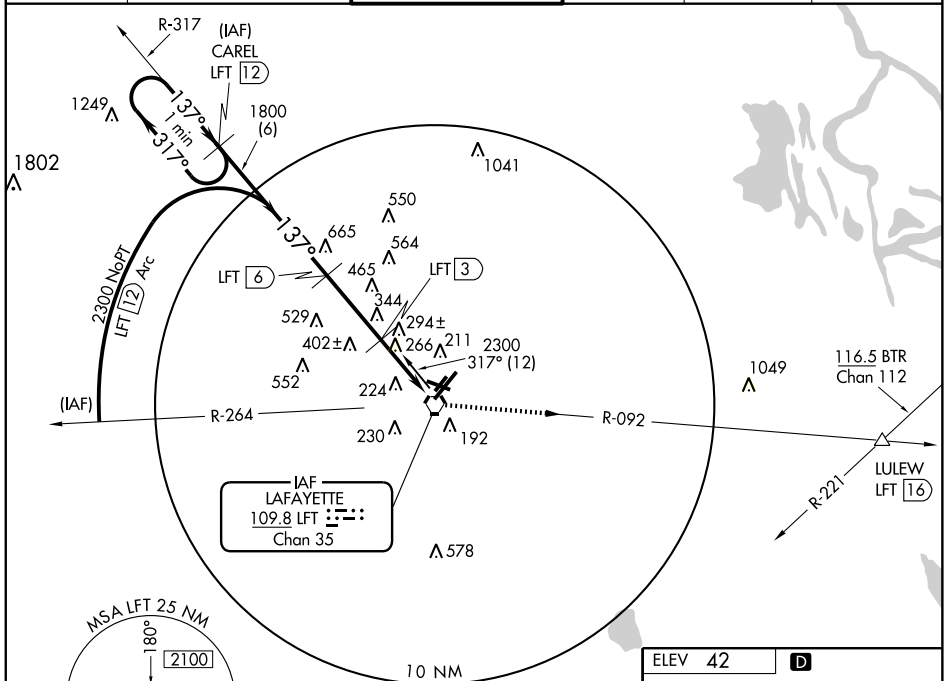 R-317
(IAF)
CAREL
LFT 12
1249
137°
1 min
317°
1800
(6)
1802
1041
550
137°
665
564
2300 NoPT
LFT 12 Arc
LFT 6
465
LFT 3
344
529
294±
402±
266
211
2300
317° (12)
552
224
1049
116.5 BTR
Chan 112
(IAF)
R-264
R-092
230
192
LULEW
LFT 16
R-221
IAF
LAFAYETTE
109.8 LFT
Chan 35
578
MSA LFT 25 NM
180°
2100
10 NM
ELEV 42
D